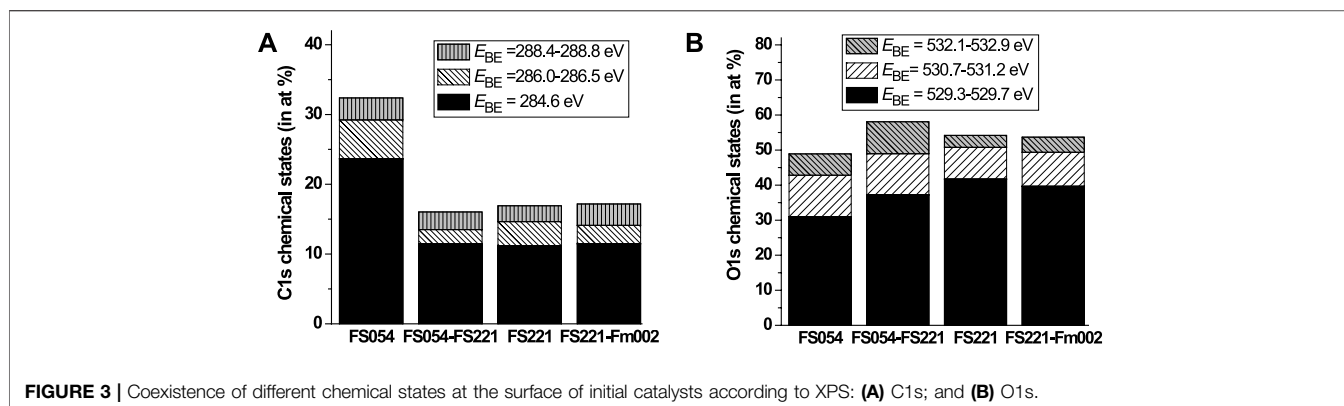 A
C1s chemical states (in at %)
40
30
20
10
0
E_BE =288.4-288.8 eV
E_BE =286.0-286.5 eV
E_BE = 284.6 eV
FS054 FS054-FS221 FS221 FS221-Fm002
B
O1s chemical states (in at %)
80
70
60
50
40
30
20
10
0
E_BE = 532.1-532.9 eV
E_BE= 530.7-531.2 eV
E_BE = 529.3-529.7 eV
FS054 FS054-FS221 FS221 FS221-Fm002
FIGURE 3 | Coexistence of different chemical states at the surface of initial catalysts according to XPS: (A) C1s; and (B) O1s.